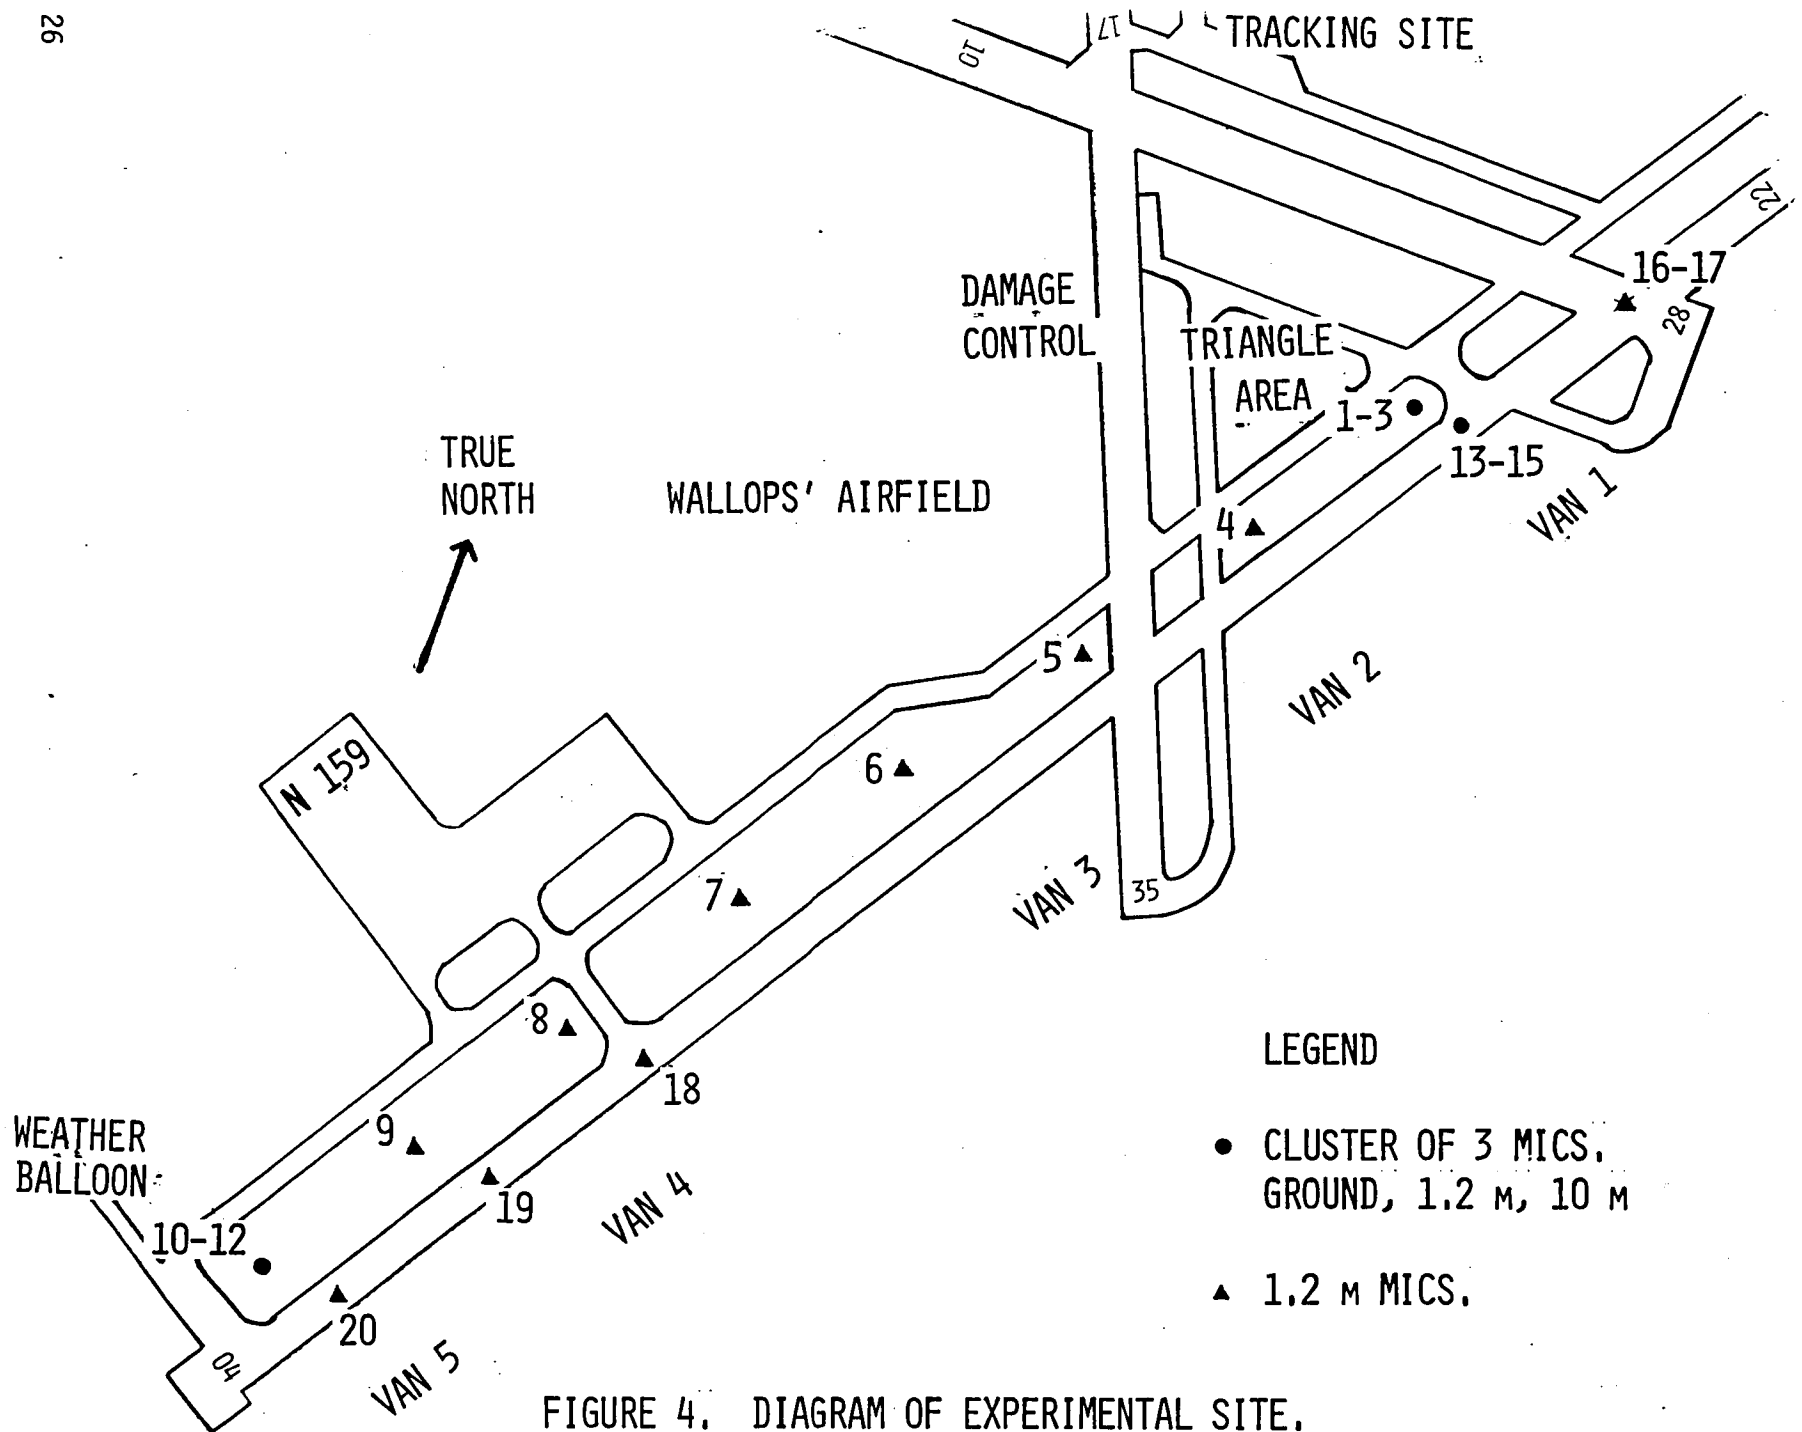 26
TRACKING SITE
17
10
22
16-17
28
DAMAGE
CONTROL
TRIANGLE
AREA
1-3
13-15
VAN 1
TRUE
NORTH
WALLOPS' AIRFIELD
4
5
VAN 2
6
N 159
7
VAN 3
35
8
18
LEGEND
9
WEATHER
BALLOON
● CLUSTER OF 3 MICS.
GROUND, 1.2 M, 10 M
19
VAN 4
10-12
▲ 1.2 M MICS.
20
04
VAN 5
FIGURE 4. DIAGRAM OF EXPERIMENTAL SITE.